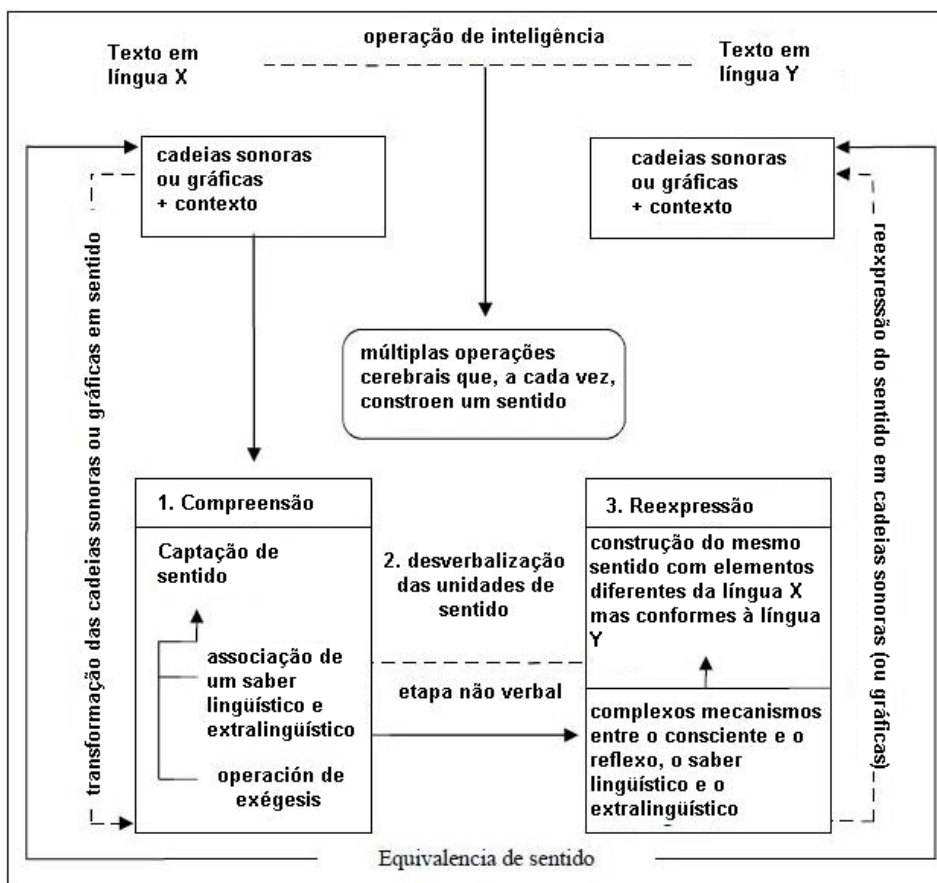 operação de inteligência
Texto em
língua X
Texto em
língua Y
cadeias sonoras
ou gráficas
+ contexto
cadeias sonoras
ou gráficas
+ contexto
transformação das cadeias sonoras ou gráficas em sentido
reexpressão do sentido em cadeias sonoras (ou gráficas)
múltiplas operações
cerebrais que, a cada vez,
constroen um sentido
1. Compreensão
Captação de
sentido
associação de
um saber
lingüístico e
extralingüístico
operación de
exégesis
2. desverbalização
das unidades de
sentido
etapa não verbal
3. Reexpressão
construção do mesmo
sentido com elementos
diferentes da língua X
mas conformes à língua
Y
complexos mecanismos
entre o consciente e o
reflexo, o saber
lingüístico e o
extralingüístico
Equivalencia de sentido